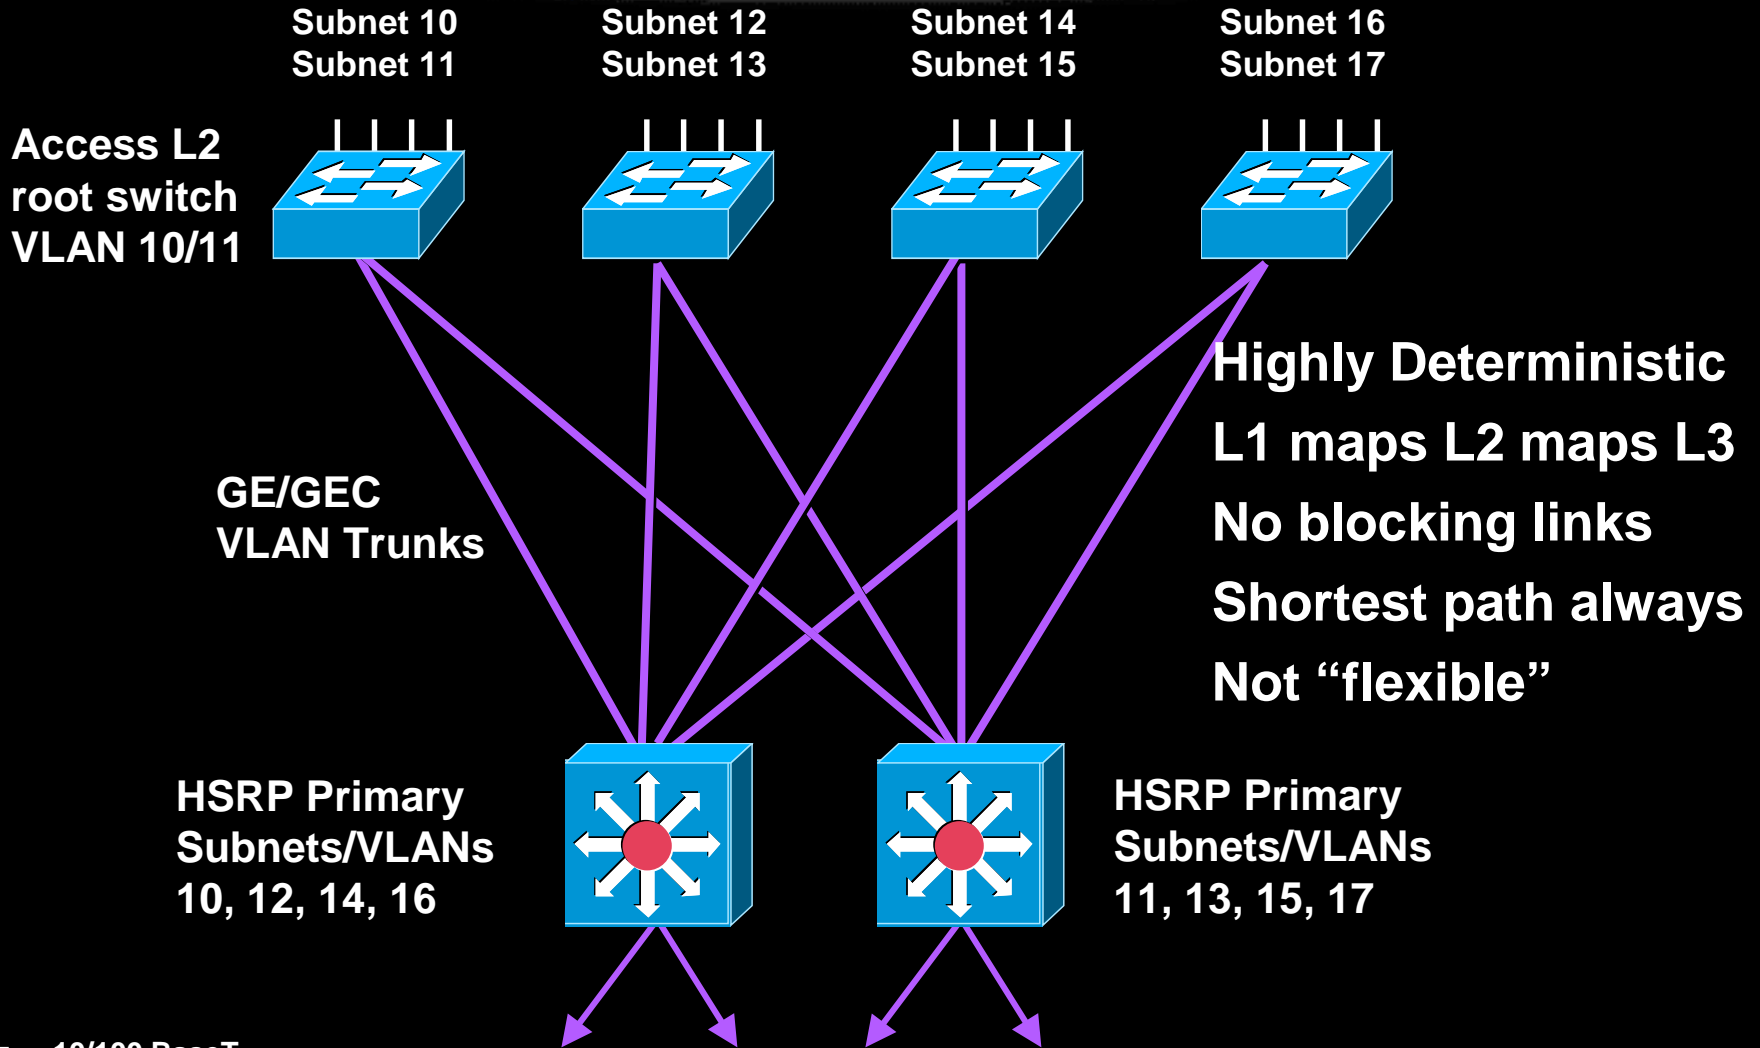 Subnet 10
Subnet 11
Subnet 12
Subnet 13
Subnet 14
Subnet 15
Subnet 16
Subnet 17
Access L2
root switch
VLAN 10/11
GE/GEC
VLAN Trunks
Highly Deterministic
L1 maps L2 maps L3
No blocking links
Shortest path always
Not “flexible”
HSRP Primary
Subnets/VLANs
10, 12, 14, 16
HSRP Primary
Subnets/VLANs
11, 13, 15, 17
10/100 BaseT